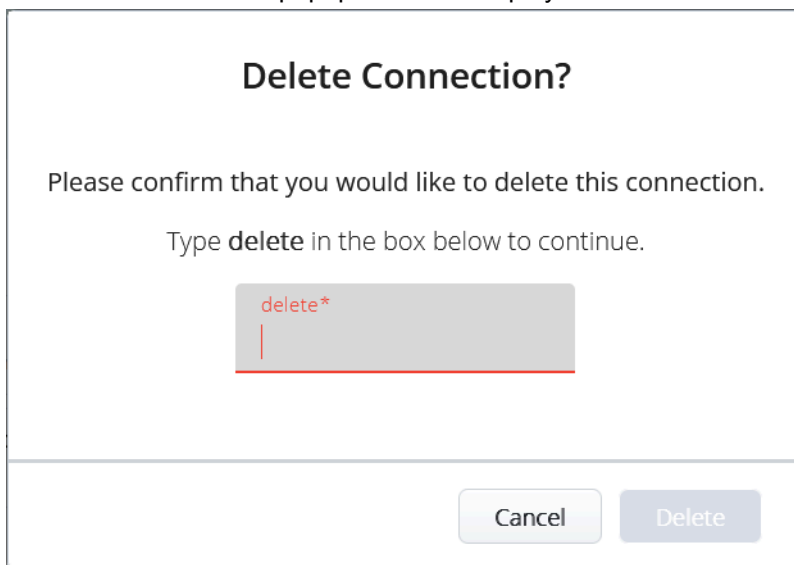 Delete Connection?
Please confirm that you would like to delete this connection.
Type delete in the box below to continue.
delete*
Cancel
Delete